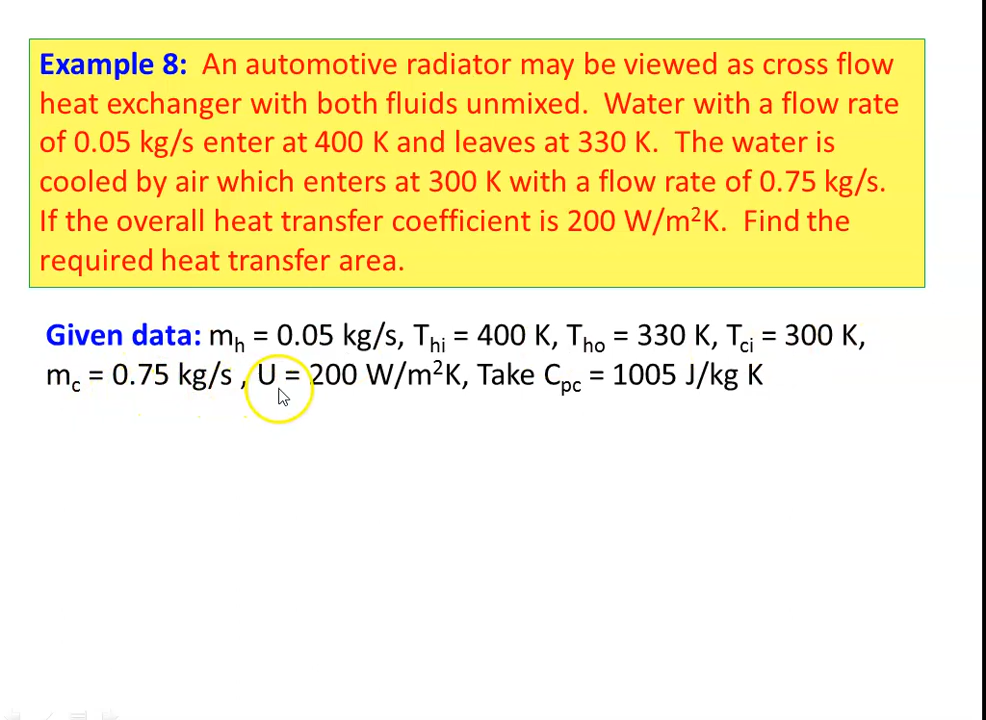 Example 8: An automotive radiator may be viewed as cross flow
heat exchanger with both fluids unmixed. Water with a flow rate
of 0.05 kg/s enter at 400 K and leaves at 330 K. The water is
cooled by air which enters at 300 K with a flow rate of 0.75 kg/s.
If the overall heat transfer coefficient is 200 W/m²K. Find the
required heat transfer area.
Given data: mₕ = 0.05 kg/s, Tₕᵢ = 400 K, Tₕₒ = 330 K, T_ci = 300 K,
m_c = 0.75 kg/s , U = 200 W/m²K, Take C_pc = 1005 J/kg K